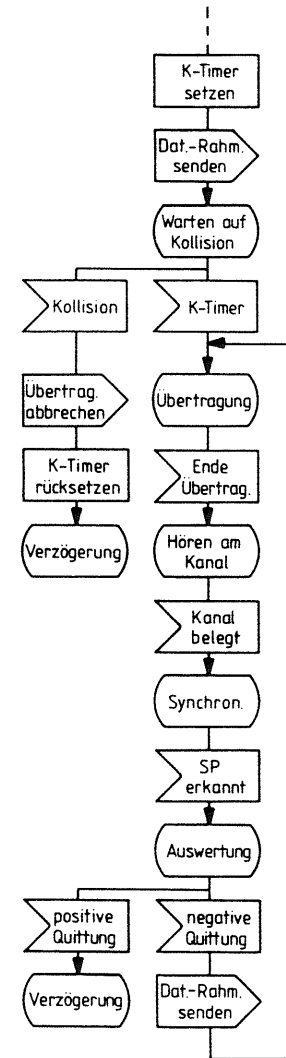 K-Timer
setzen
Dat.-Rahm.
senden
Warten auf
Kollision
Kollision
K-Timer
Übertrag.
abbrechen
Übertragung
K-Timer
rücksetzen
Ende
Übertrag.
Verzögerung
Hören am
Kanal
Kanal
belegt
Synchron.
SP
erkannt
Auswertung
positive
Quittung
negative
Quittung
Verzögerung
Dat.-Rahm.
senden